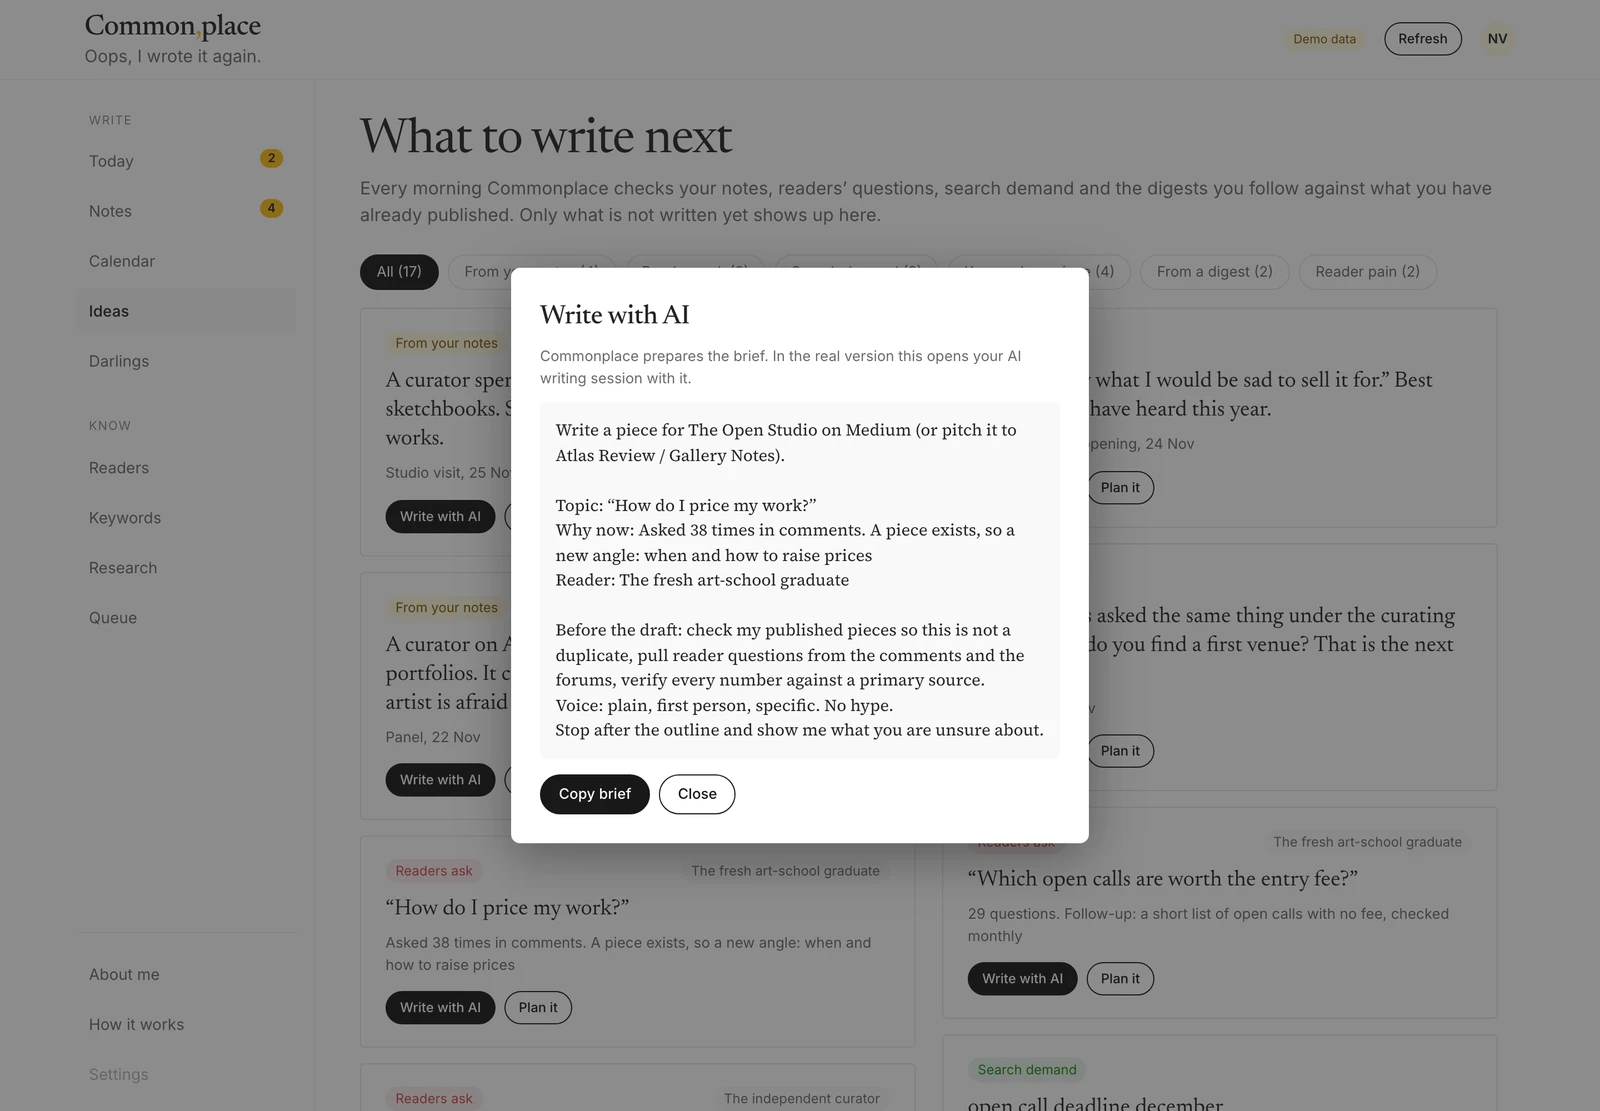 Common,place
Oops, I wrote it again.
Demo data
Refresh
NV
WRITE
Today
2
Notes
4
Calendar
Ideas
Darlings
KNOW
Readers
Keywords
Research
Queue
About me
How it works
Settings
What to write next
Every morning Commonplace checks your notes, readers’ questions, search demand and the digests you follow against what you have
already published. Only what is not written yet shows up here.
All (17)
From
(4)
From a digest (2)
Reader pain (2)
From your notes
A curator
sketchbooks.
works.
Studio visit, 25 Nov
Write with AI
what I would be sad to sell it for.” Best
have heard this year.
24 Nov
Plan it
From your notes
A curator on
portfolios. It
artist is afraid
Panel, 22 Nov
Write with AI
asked the same thing under the curating
do you find a first venue? That is the next
Plan it
Write with AI
Commonplace prepares the brief. In the real version this opens your AI
writing session with it.
Write a piece for The Open Studio on Medium (or pitch it to
Atlas Review / Gallery Notes).
Topic: “How do I price my work?”
Why now: Asked 38 times in comments. A piece exists, so a
new angle: when and how to raise prices
Reader: The fresh art-school graduate
Before the draft: check my published pieces so this is not a
duplicate, pull reader questions from the comments and the
forums, verify every number against a primary source.
Voice: plain, first person, specific. No hype.
Stop after the outline and show me what you are unsure about.
Copy brief
Close
Readers ask
The fresh art-school graduate
“How do I price my work?”
Asked 38 times in comments. A piece exists, so a new angle: when and
how to raise prices
Write with AI
Plan it
The fresh art-school graduate
“Which open calls are worth the entry fee?”
29 questions. Follow-up: a short list of open calls with no fee, checked
monthly
Write with AI
Plan it
Readers ask
The independent curator
Search demand
open call deadline december